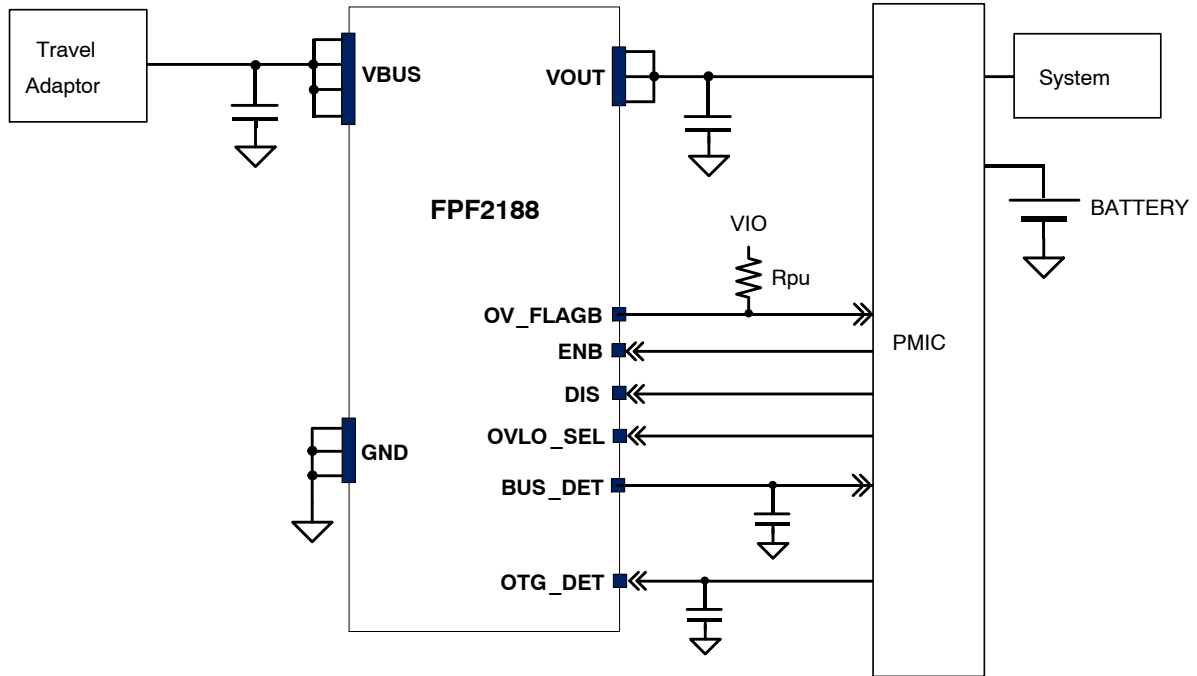 Travel
Adaptor
VBUS
VOUT
System
FPF2188
BATTERY
VIO
Rpu
OV_FLAGB
ENB
PMIC
DIS
OVLO_SEL
GND
BUS_DET
OTG_DET